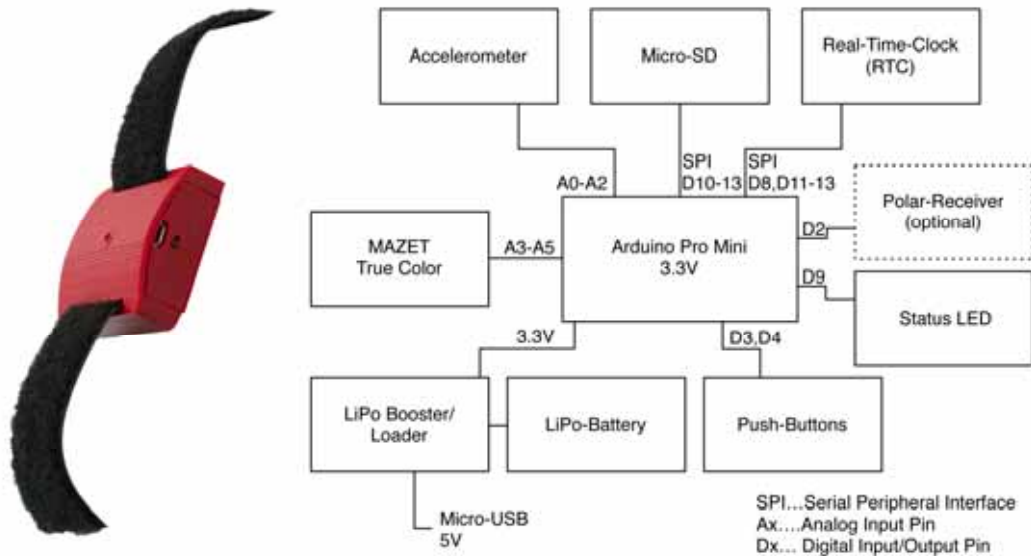 Accelerometer
Micro-SD
Real-Time-Clock
(RTC)
A0-A2
SPI
D10-13
SPI
D8,D11-13
Polar-Receiver
(optional)
MAZET
True Color
A3-A5
Arduino Pro Mini
3.3V
D2
D9
Status LED
3.3V
D3,D4
LiPo Booster/
Loader
LiPo-Battery
Push-Buttons
Micro-USB
5V
SPI...Serial Peripheral Interface
Ax....Analog Input Pin
Dx... Digital Input/Output Pin